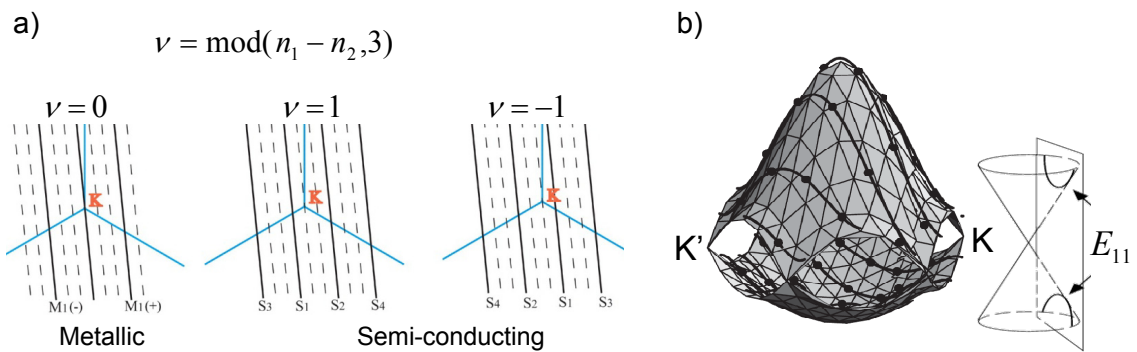 a)
ν = mod(n₁ − n₂,3)
ν = 0
ν = 1
ν = −1
K
K
K
M₁(-) M₁(+)
S₃ S₁ S₂ S₄
S₄ S₂ S₁ S₃
Metallic
Semi-conducting
b)
K'
K
E₁₁